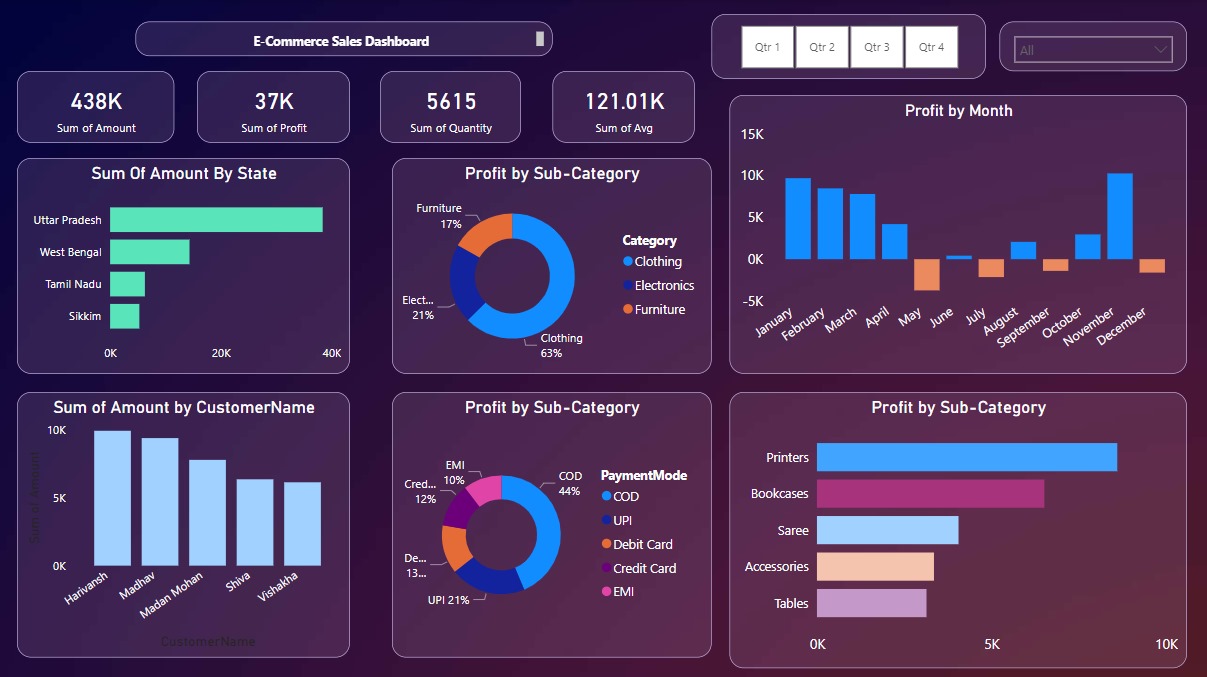 E-Commerce Sales Dashboard
Qtr 1
Qtr 2
Qtr 3
Qtr 4
All
438K
Sum of Amount
37K
Sum of Profit
5615
Sum of Quantity
121.01K
Sum of Avg
Sum Of Amount By State
Uttar Pradesh
West Bengal
Tamil Nadu
Sikkim
0K
20K
40K
Profit by Sub-Category
Furniture
17%
Elect...
21%
Clothing
63%
Category
Clothing
Electronics
Furniture
Profit by Month
15K
10K
5K
0K
-5K
January
February
March
April
May
June
July
August
September
October
November
December
Sum of Amount by CustomerName
Sum of Amount
10K
5K
0K
Harivansh
Madhav
Madan Mohan
Shiva
Vishakha
CustomerName
Profit by Sub-Category
EMI
10%
Cred...
12%
De...
13...
UPI 21%
COD
44%
PaymentMode
COD
UPI
Debit Card
Credit Card
EMI
Profit by Sub-Category
Printers
Bookcases
Saree
Accessories
Tables
0K
5K
10K